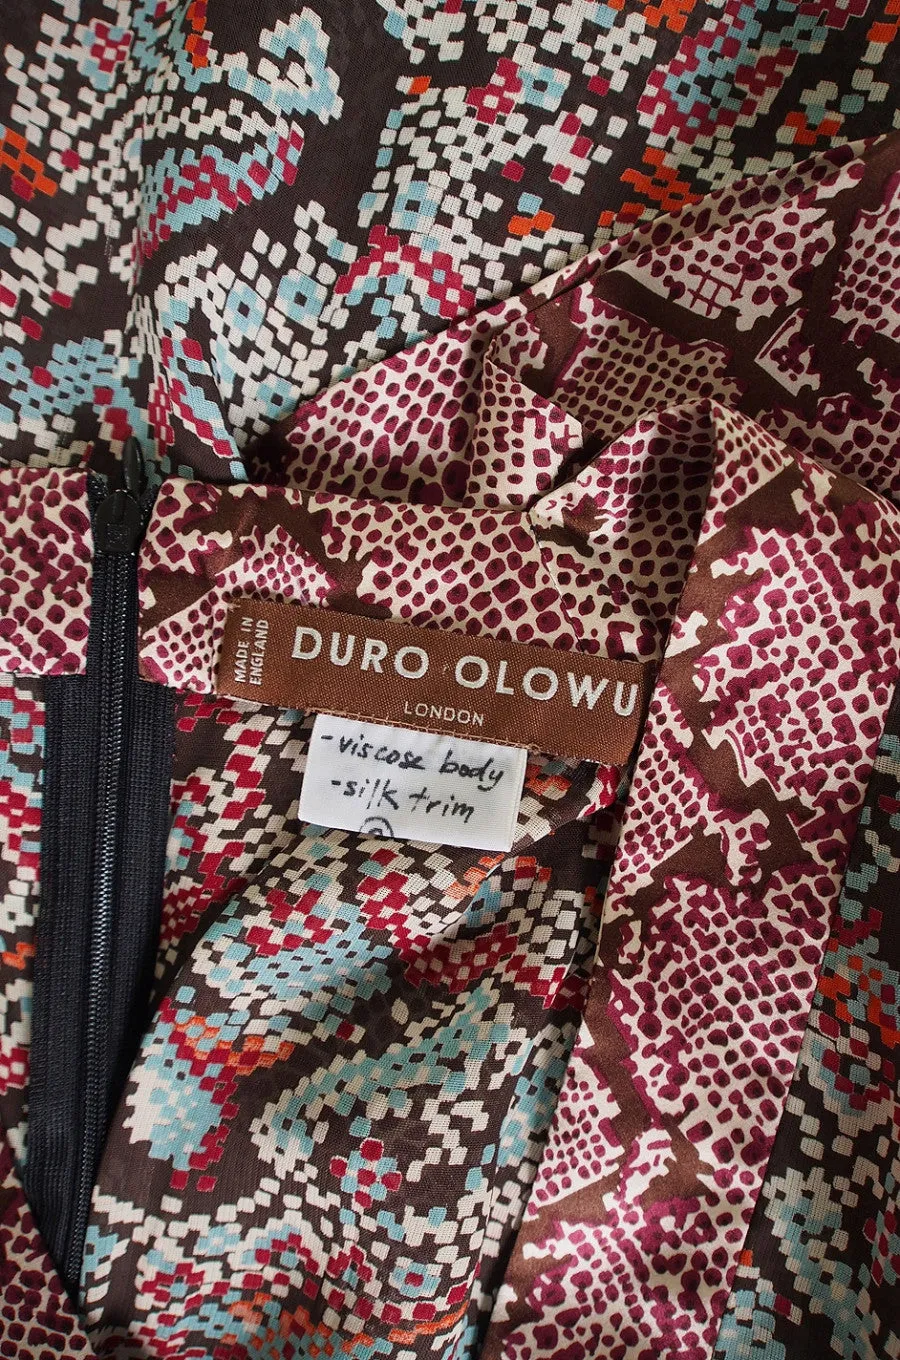 MADE IN
ENGLAND
DURO OLOWU
LONDON
-viscose body
-silk trim